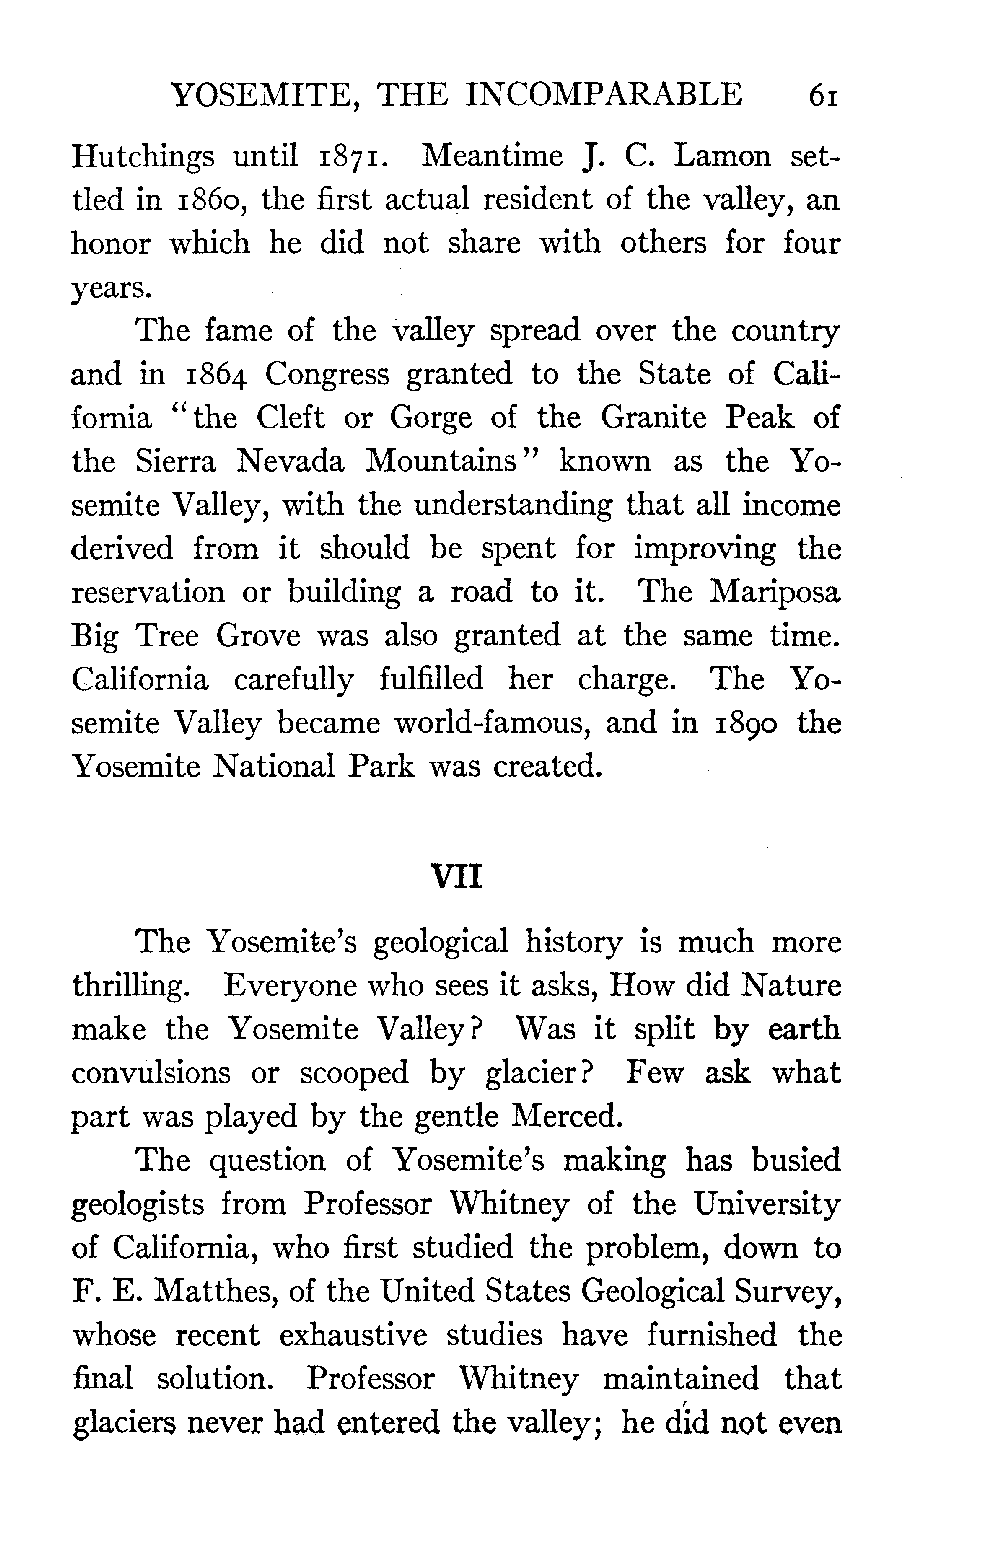 YOSEMITE, THE INCOMPARABLE 61
Hutchings until 1871. Meantime J. C. Lamon set-
tled in 1860, the first actual resident of the valley, an
honor which he did not share with others for four
years.
The fame of the valley spread over the country
and in 1864 Congress granted to the State of Cali-
fornia "the Cleft or Gorge of the Granite Peak of
the Sierra Nevada Mountains" known as the Yo-
semite Valley, with the understanding that all income
derived from it should be spent for improving the
reservation or building a road to it. The Mariposa
Big Tree Grove was also granted at the same time.
California carefully fulfilled her charge. The Yo-
semite Valley became world-famous, and in 1890 the
Yosemite National Park was created.
VII
The Yosemite's geological history is much more
thrilling. Everyone who sees it asks, How did Nature
make the Yosemite Valley? Was it split by earth
convulsions or scooped by glacier? Few ask what
part was played by the gentle Merced.
The question of Yosemite's making has busied
geologists from Professor Whitney of the University
of California, who first studied the problem, down to
F. E. Matthes, of the United States Geological Survey,
whose recent exhaustive studies have furnished the
final solution. Professor Whitney maintained that
glaciers never had entered the valley; he did not even